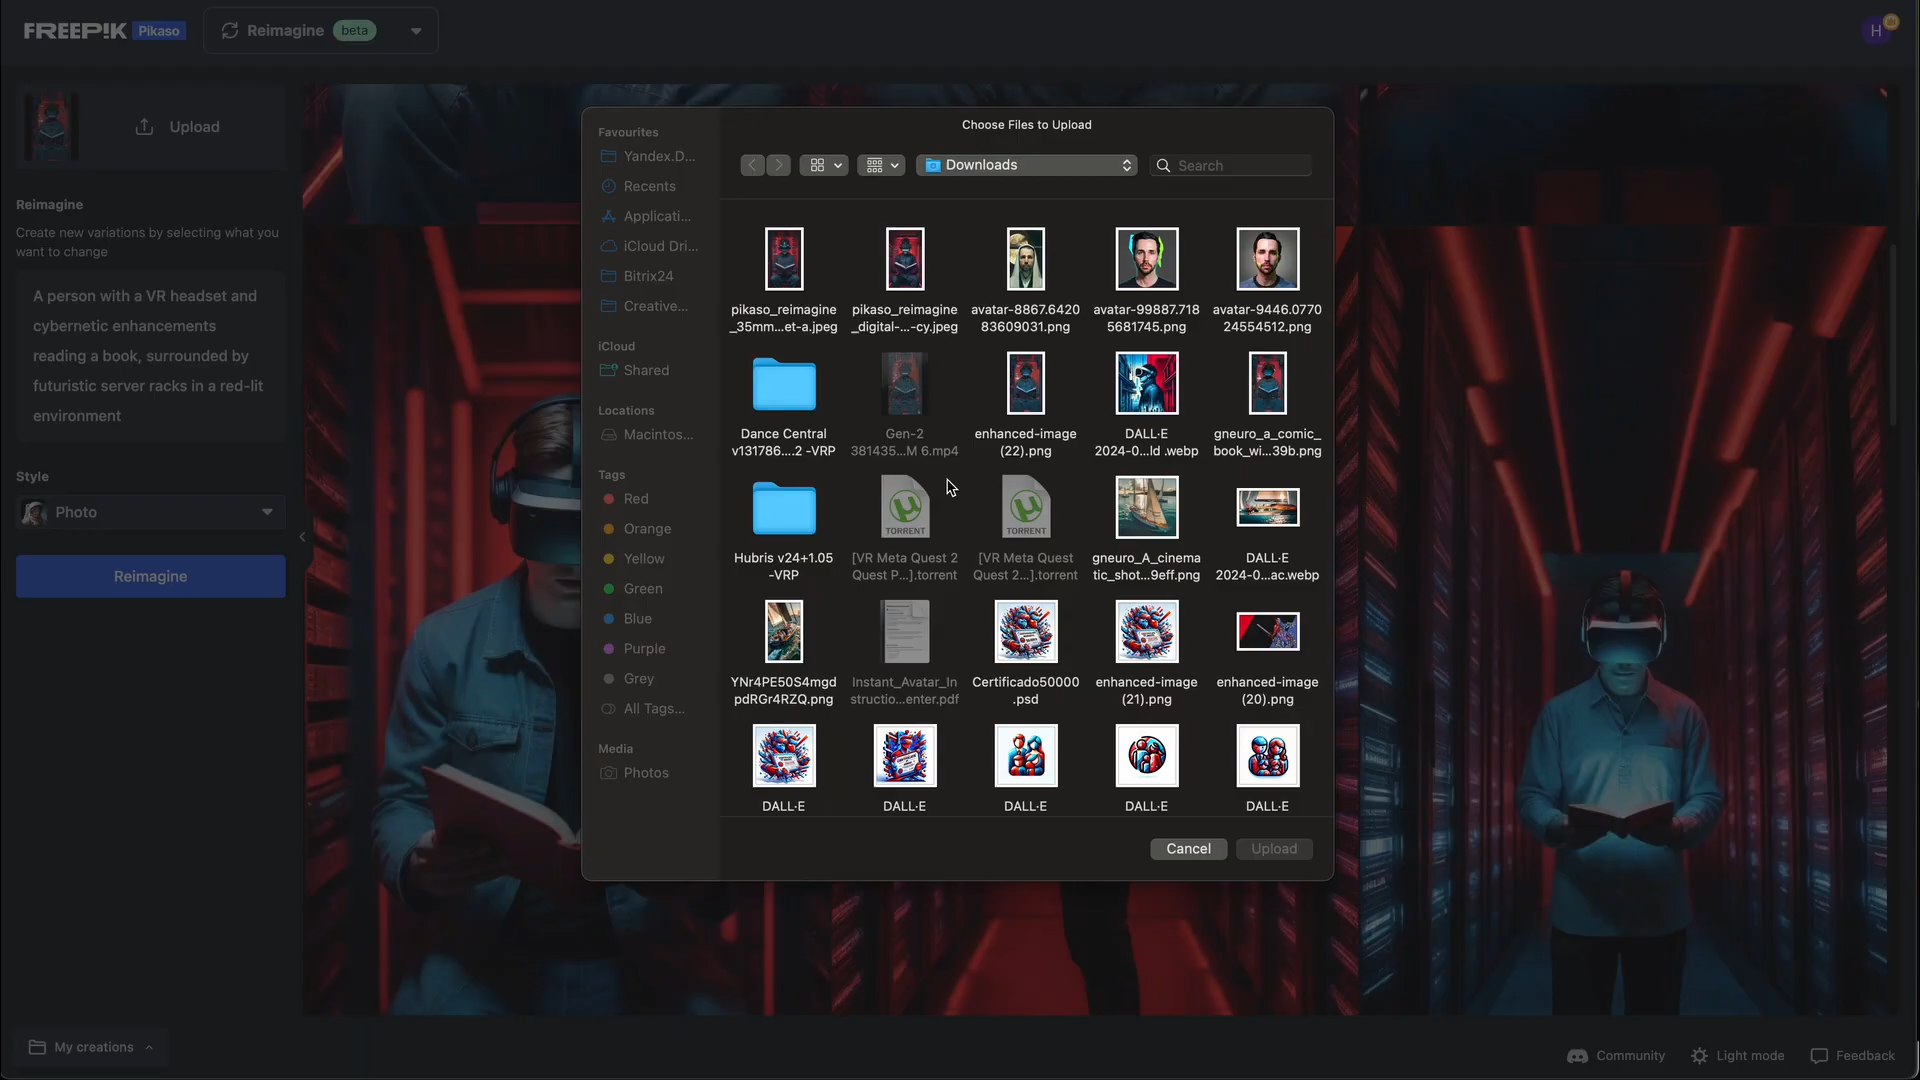 FREEPIK Pikaso
Reimagine beta
H
Upload
Reimagine
Create new variations by selecting what you
want to change
A person with a VR headset and
cybernetic enhancements
reading a book, surrounded by
futuristic server racks in a red-lit
environment
Style
Photo
Reimagine
My creations
Choose Files to Upload
Downloads
Search
Favourites
Yandex.D...
Recents
Applicati...
iCloud Dri...
Bitrix24
Creative...
iCloud
Shared
Locations
Macintos...
Tags
Red
Orange
Yellow
Green
Blue
Purple
Grey
All Tags...
Media
Photos
pikaso_reimagine
_35mm...et-a.jpeg
pikaso_reimagine
_digital-...-cy.jpeg
avatar-8867.6420
83609031.png
avatar-99887.718
5681745.png
avatar-9446.0770
24554512.png
Dance Central
v131786....2 -VRP
Gen-2
381435...M 6.mp4
enhanced-image
(22).png
DALL·E
2024-0...ld .webp
gneuro_a_comic_
book_wi...39b.png
Hubris v24+1.05
-VRP
TORRENT
[VR Meta Quest 2
Quest P...].torrent
TORRENT
[VR Meta Quest
Quest 2...].torrent
gneuro_A_cinema
tic_shot...9eff.png
DALL·E
2024-0...ac.webp
YNr4PE50S4mgd
pdRGr4RZQ.png
Instant_Avatar_In
structio...enter.pdf
Certificado50000
.psd
enhanced-image
(21).png
enhanced-image
(20).png
DALL·E
DALL·E
DALL·E
DALL·E
DALL·E
Cancel
Upload
Community
Light mode
Feedback